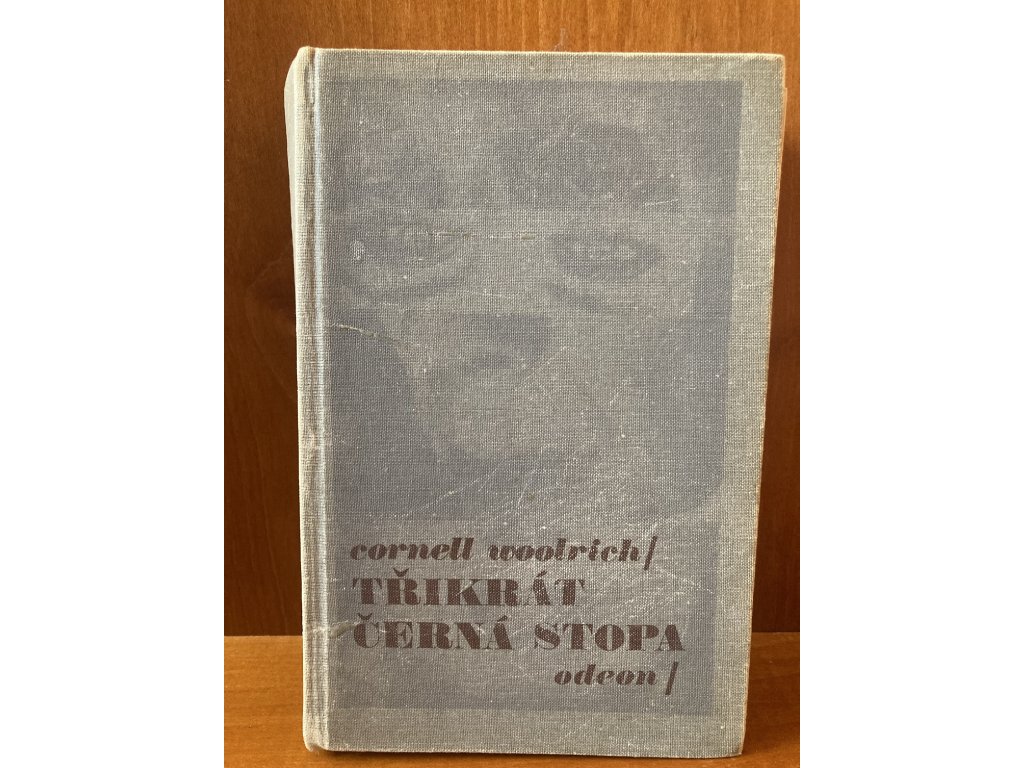 cornell woolrich/
TŘIKRÁT
ČERNÁ STOPA
odeon/